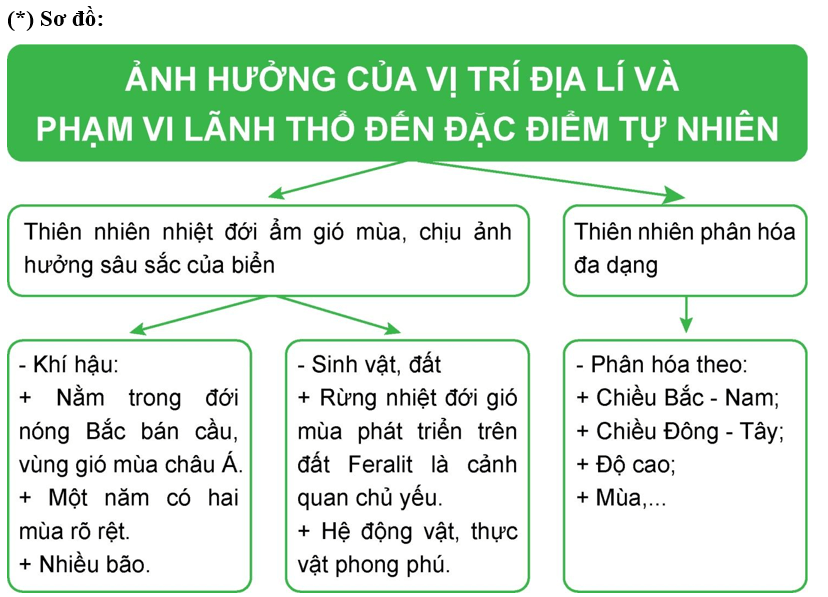 (*) Sơ đồ:
ẢNH HƯỞNG CỦA VỊ TRÍ ĐỊA LÍ VÀ
PHẠM VI LÃNH THỔ ĐẾN ĐẶC ĐIỂM TỰ NHIÊN
Thiên nhiên nhiệt đới ẩm gió mùa, chịu ảnh
hưởng sâu sắc của biển
Thiên nhiên phân hóa
đa dạng
- Khí hậu:
+ Nằm trong đới
nóng Bắc bán cầu,
vùng gió mùa châu Á.
+ Một năm có hai
mùa rõ rệt.
+ Nhiều bão.
- Sinh vật, đất
+ Rừng nhiệt đới gió
mùa phát triển trên
đất Feralit là cảnh
quan chủ yếu.
+ Hệ động vật, thực
vật phong phú.
- Phân hóa theo:
+ Chiều Bắc - Nam;
+ Chiều Đông - Tây;
+ Độ cao;
+ Mùa,...